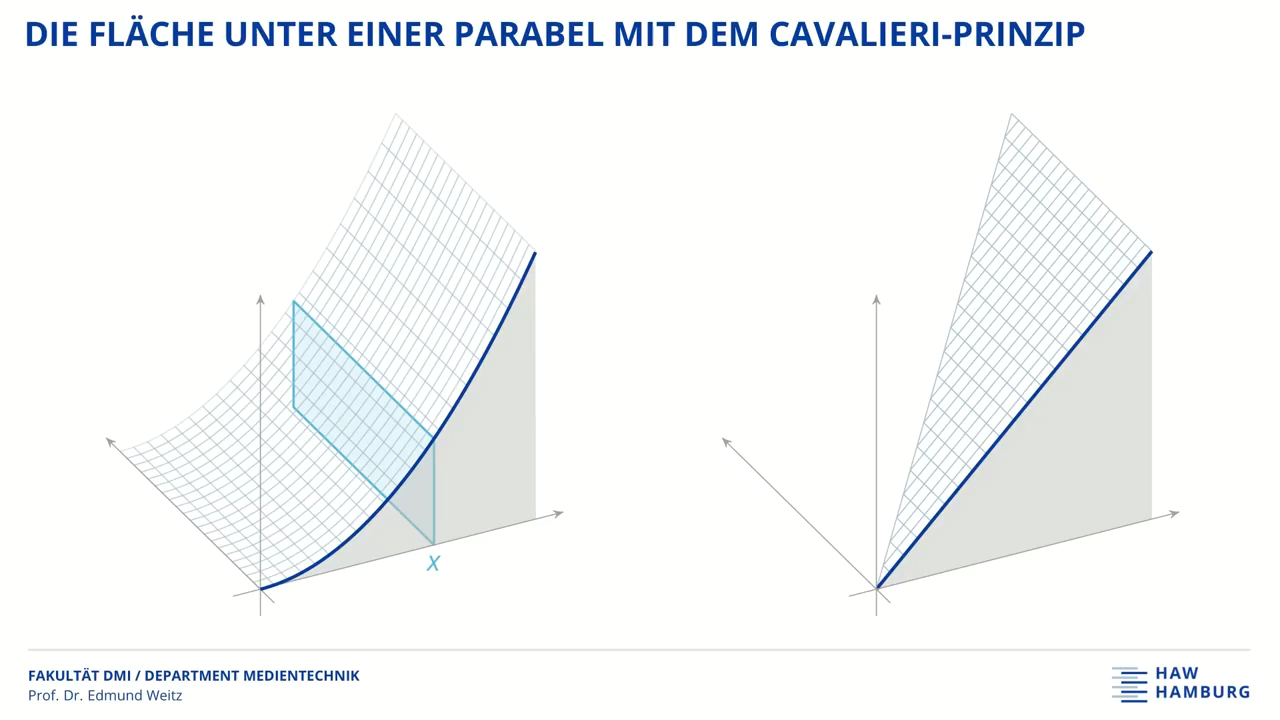 DIE FLÄCHE UNTER EINER PARABEL MIT DEM CAVALIERI-PRINZIP
x
FAKULTÄT DMI / DEPARTMENT MEDIENTECHNIK
Prof. Dr. Edmund Weitz
HAW
HAMBURG